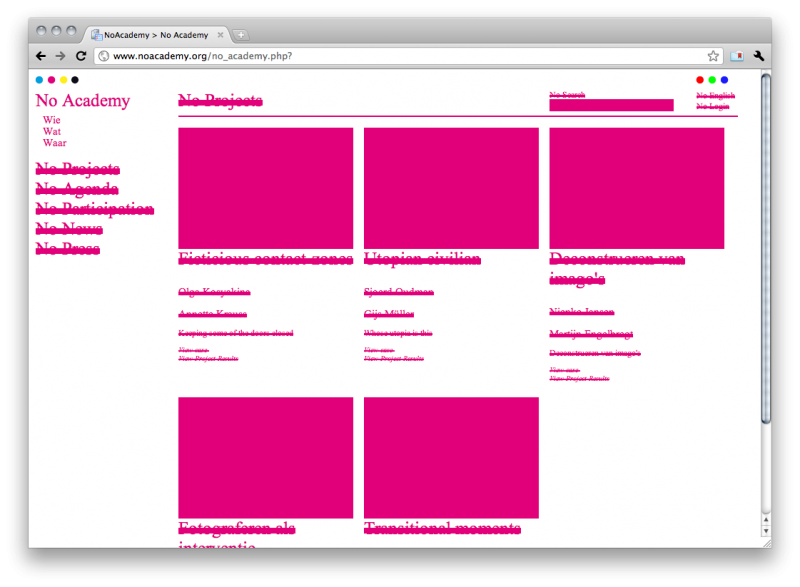 NoAcademy > No Academy
www.noacademy.org/no_academy.php?
No Academy
Wie
Wat
Waar
No Projects
No Agenda
No Participation
No News
No Press
No Projects
No Search
No English
No Login
Ficticious contact zones
Olga Kosyakina
Annette Krauss
Keeping some of the doors closed
View case
View Project Results
Utopian civilian
Sjoerd Oudman
Gijs Müller
Whose utopia is this
View case
View Project Results
Deconstrueren van
imago's
Nienke Jansen
Martijn Engelbregt
Deconstrueren van imago's
View case
View Project Results
Fotograferen als
interventie
Transitional moments